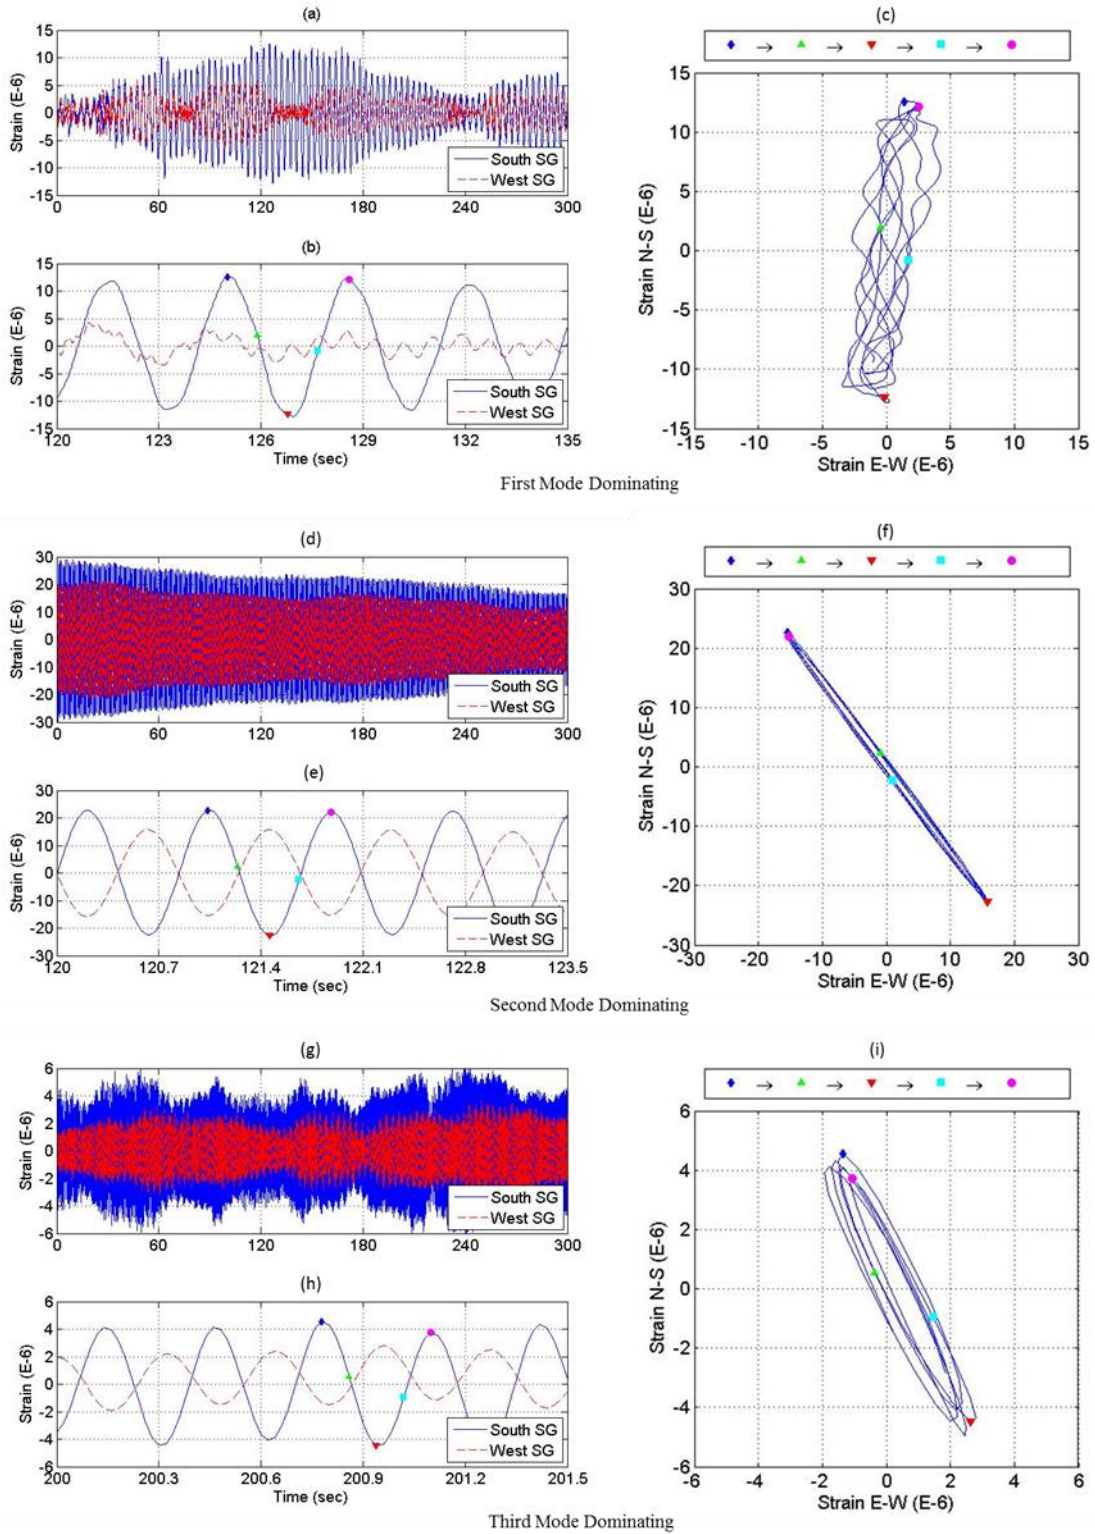 (a)
15
10
5
0
-5
-10
-15
Strain (E-6)
South SG
West SG
0 60 120 180 240 300
(b)
15
10
5
0
-5
-10
-15
Strain (E-6)
South SG
West SG
120 123 126 129 132 135
Time (sec)
(c)
→ → → →
15
10
5
0
-5
-10
-15
Strain N-S (E-6)
-15 -10 -5 0 5 10 15
Strain E-W (E-6)
First Mode Dominating
(d)
30
20
10
0
-10
-20
-30
Strain (E-6)
South SG
West SG
0 60 120 180 240 300
(e)
30
20
10
0
-10
-20
-30
Strain (E-6)
South SG
West SG
120 120.7 121.4 122.1 122.8 123.5
Time (sec)
(f)
→ → → →
30
20
10
0
-10
-20
-30
Strain N-S (E-6)
-30 -20 -10 0 10 20 30
Strain E-W (E-6)
Second Mode Dominating
(g)
6
4
2
0
-2
-4
-6
Strain (E-6)
South SG
West SG
0 60 120 180 240 300
(h)
6
4
2
0
-2
-4
-6
Strain (E-6)
South SG
West SG
200 200.3 200.6 200.9 201.2 201.5
Time (sec)
(i)
→ → → →
6
4
2
0
-2
-4
-6
Strain N-S (E-6)
-6 -4 -2 0 2 4 6
Strain E-W (E-6)
Third Mode Dominating